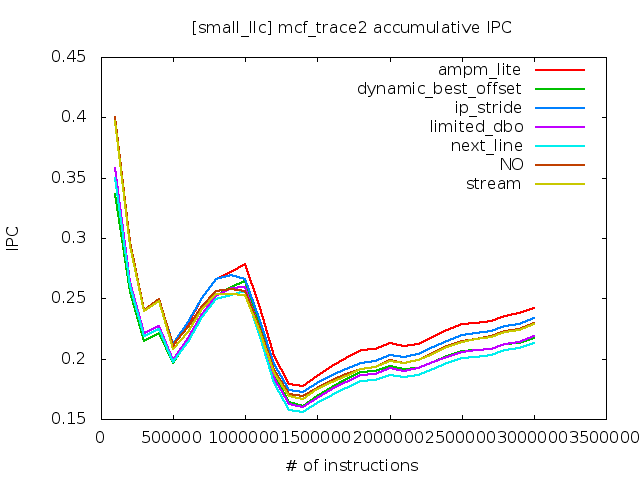 [small_llc] mcf_trace2 accumulative IPC
0.45
0.4
0.35
0.3
0.25
0.2
0.15
IPC
ampm_lite
dynamic_best_offset
ip_stride
limited_dbo
next_line
NO
stream
0 500000 1000000 1500000 2000000 2500000 3000000 3500000
# of instructions